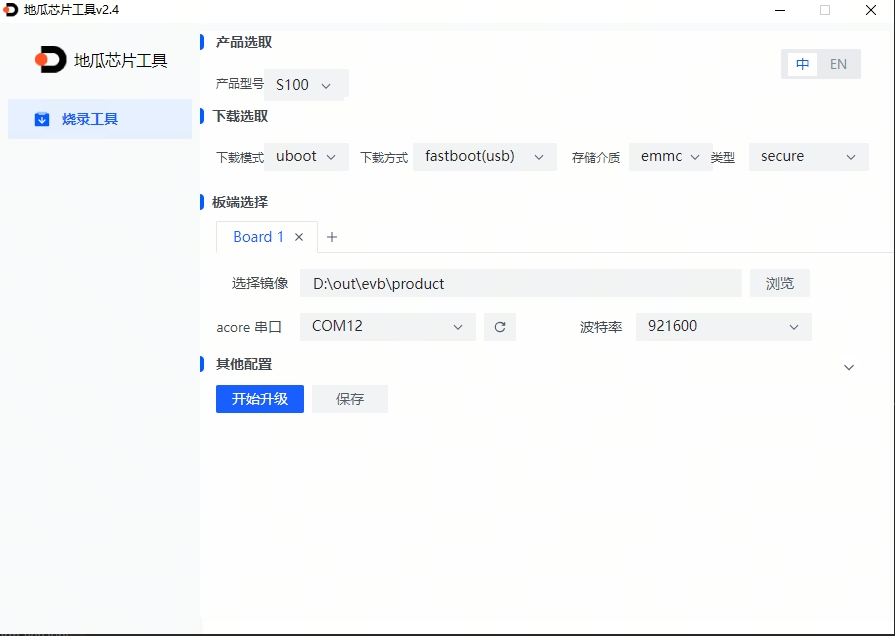 地瓜芯片工具v2.4
地瓜芯片工具
烧录工具
产品选取
中 EN
产品型号 S100
下载选取
下载模式 uboot 下载方式 fastboot(usb) 存储介质 emmc 类型 secure
板端选择
Board 1
选择镜像 D:\out\evb\product 浏览
acore 串口 COM12 波特率 921600
其他配置
开始升级 保存